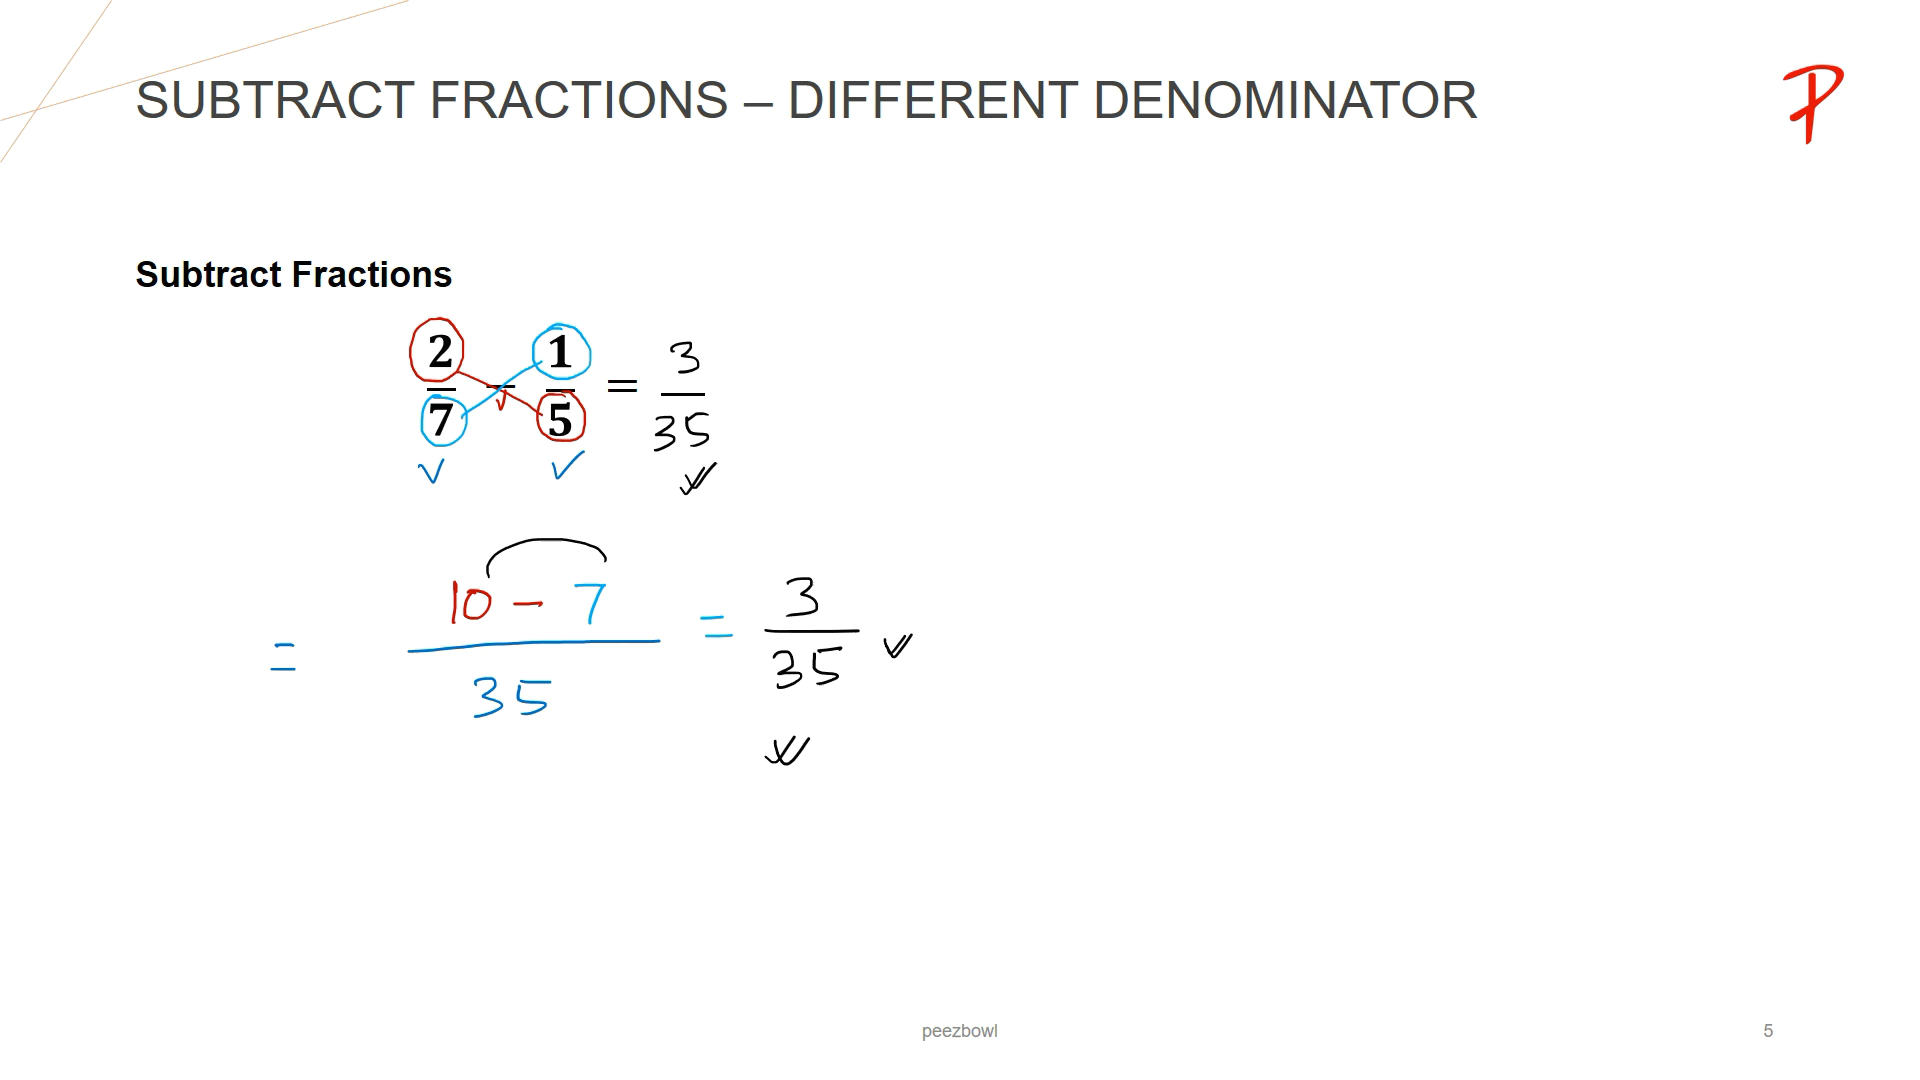 SUBTRACT FRACTIONS – DIFFERENT DENOMINATOR
P
Subtract Fractions
2/7 − 1/5 = 3/35
= (10 − 7)/35 = 3/35
peezbowl
5